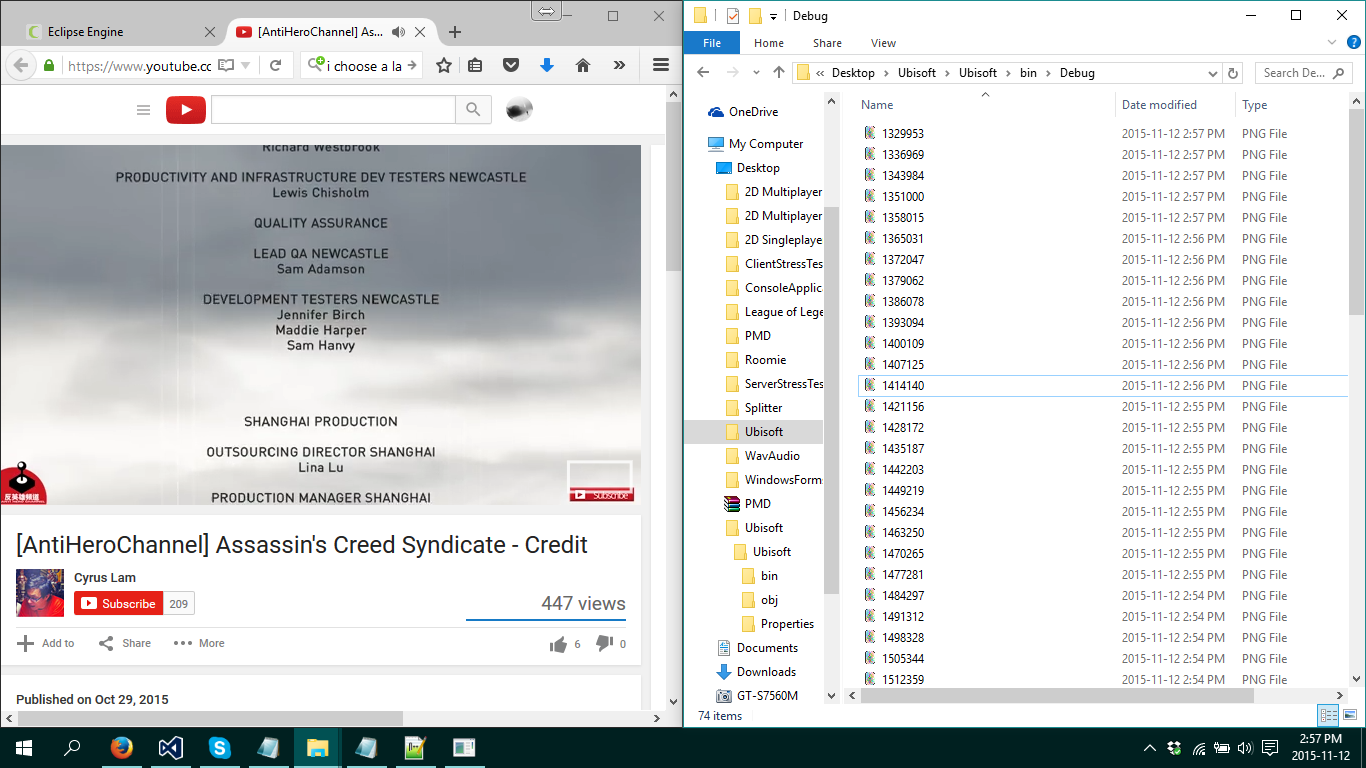 Eclipse Engine
[AntiHeroChannel] As...
https://www.youtube.cc
i choose a la
Richard Westbrook
PRODUCTIVITY AND INFRASTRUCTURE DEV TESTERS NEWCASTLE
Lewis Chisholm
QUALITY ASSURANCE
LEAD QA NEWCASTLE
Sam Adamson
DEVELOPMENT TESTERS NEWCASTLE
Jennifer Birch
Maddie Harper
Sam Hanvy
SHANGHAI PRODUCTION
OUTSOURCING DIRECTOR SHANGHAI
Lina Lu
PRODUCTION MANAGER SHANGHAI
反英雄頻道
Subscribe
[AntiHeroChannel] Assassin's Creed Syndicate - Credit
Cyrus Lam
Subscribe 209
447 views
Add to Share More 6 0
Published on Oct 29, 2015
Debug
File Home Share View
« Desktop Ubisoft Ubisoft bin Debug
Search De...
OneDrive
My Computer
Desktop
2D Multiplayer
2D Multiplayer
2D Singleplaye
ClientStressTes
ConsoleApplica
League of Lege
PMD
Roomie
ServerStressTes
Splitter
Ubisoft
WavAudio
WindowsForm
PMD
Ubisoft
Ubisoft
bin
obj
Properties
Documents
Downloads
GT-S7560M
Name Date modified Type
1329953 2015-11-12 2:57 PM PNG File
1336969 2015-11-12 2:57 PM PNG File
1343984 2015-11-12 2:57 PM PNG File
1351000 2015-11-12 2:57 PM PNG File
1358015 2015-11-12 2:57 PM PNG File
1365031 2015-11-12 2:56 PM PNG File
1372047 2015-11-12 2:56 PM PNG File
1379062 2015-11-12 2:56 PM PNG File
1386078 2015-11-12 2:56 PM PNG File
1393094 2015-11-12 2:56 PM PNG File
1400109 2015-11-12 2:56 PM PNG File
1407125 2015-11-12 2:56 PM PNG File
1414140 2015-11-12 2:56 PM PNG File
1421156 2015-11-12 2:55 PM PNG File
1428172 2015-11-12 2:55 PM PNG File
1435187 2015-11-12 2:55 PM PNG File
1442203 2015-11-12 2:55 PM PNG File
1449219 2015-11-12 2:55 PM PNG File
1456234 2015-11-12 2:55 PM PNG File
1463250 2015-11-12 2:55 PM PNG File
1470265 2015-11-12 2:55 PM PNG File
1477281 2015-11-12 2:55 PM PNG File
1484297 2015-11-12 2:54 PM PNG File
1491312 2015-11-12 2:54 PM PNG File
1498328 2015-11-12 2:54 PM PNG File
1505344 2015-11-12 2:54 PM PNG File
1512359 2015-11-12 2:54 PM PNG File
74 items
2:57 PM
2015-11-12